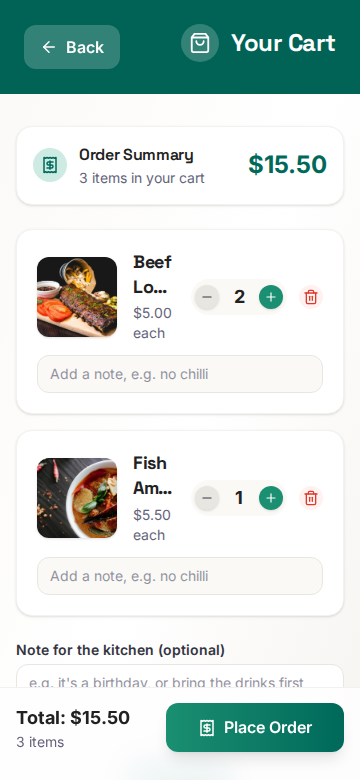 Back
Your Cart
Order Summary
3 items in your cart
$15.50
Beef
Lo...
$5.00
each
2
Add a note, e.g. no chilli
Fish
Am...
$5.50
each
1
Add a note, e.g. no chilli
Note for the kitchen (optional)
e.g. it's a birthday, or bring the drinks first
Total: $15.50
3 items
Place Order